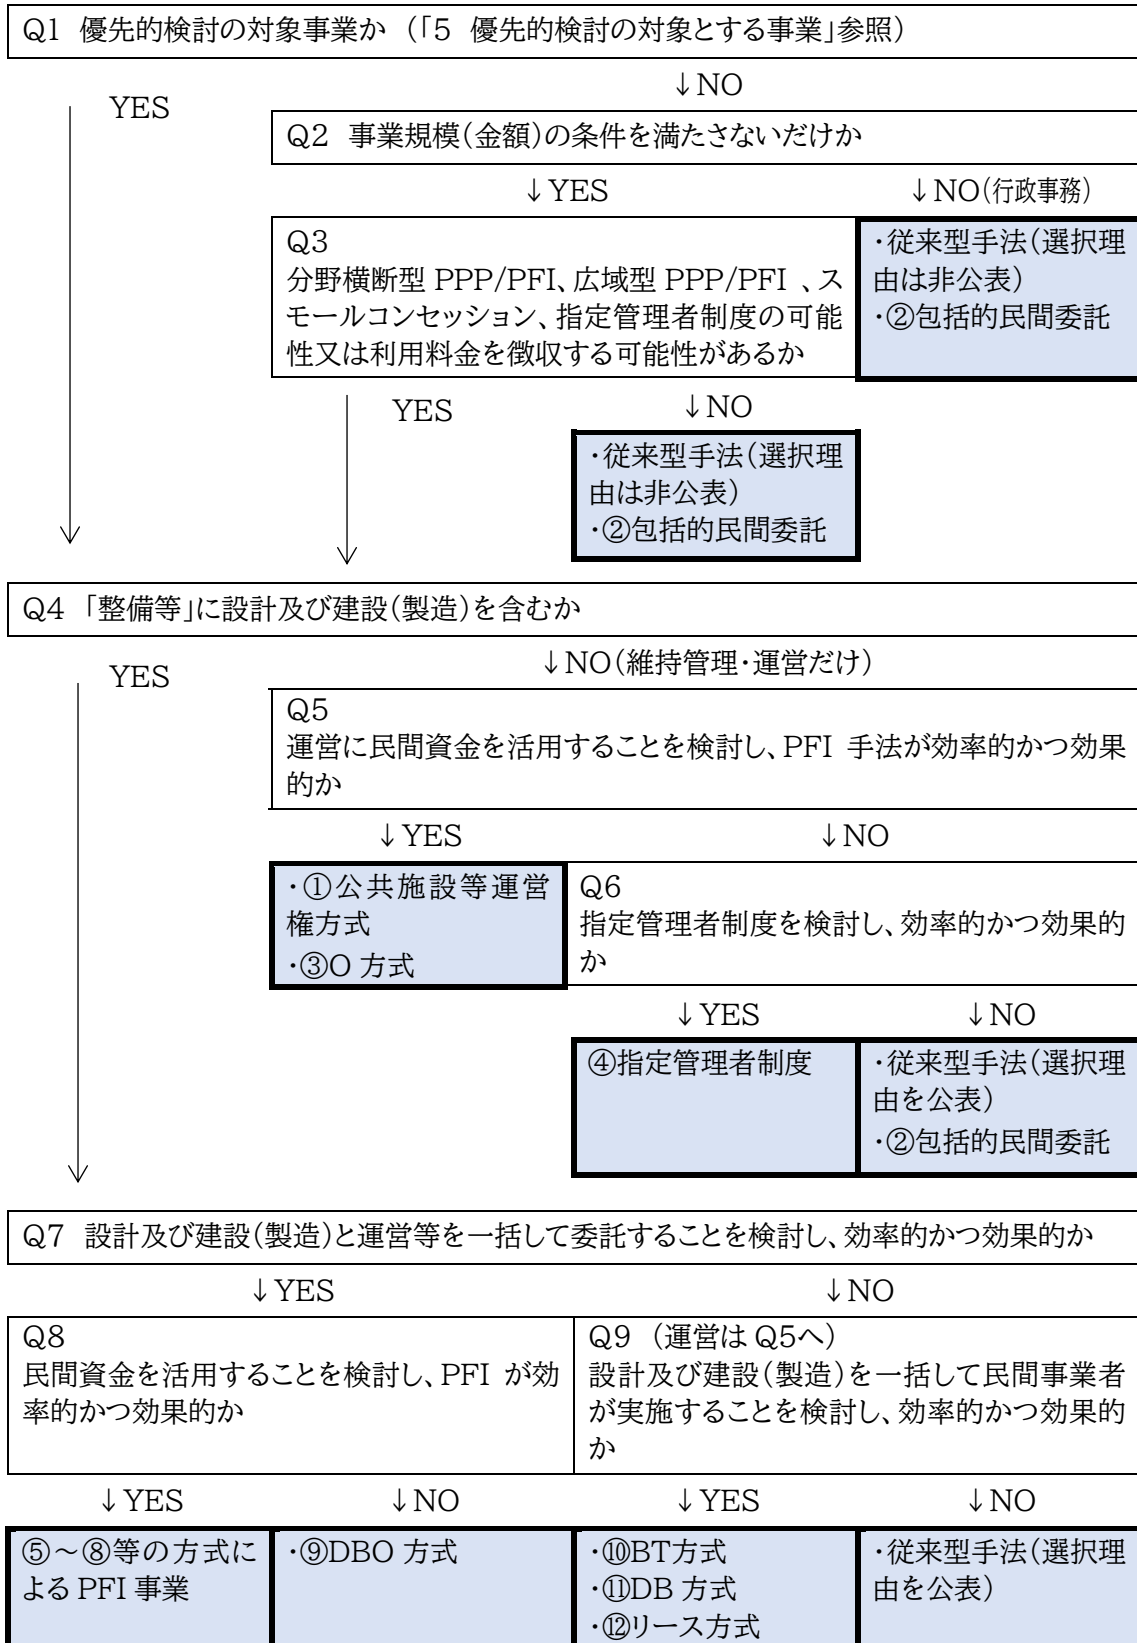 Q1 優先的検討の対象事業か （「5 優先的検討の対象とする事業」参照）
↓NO
YES
Q2 事業規模（金額）の条件を満たさないだけか
↓YES
↓NO（行政事務）
Q3
分野横断型 PPP/PFI、広域型 PPP/PFI 、ス
モールコンセッション、指定管理者制度の可能
性又は利用料金を徴収する可能性があるか
・従来型手法（選択理
由は非公表）
・②包括的民間委託
YES
↓NO
・従来型手法（選択理
由は非公表）
・②包括的民間委託
Q4 「整備等」に設計及び建設（製造）を含むか
YES
↓NO（維持管理・運営だけ）
Q5
運営に民間資金を活用することを検討し、PFI 手法が効率的かつ効果
的か
↓YES
↓NO
・①公共施設等運営
権方式
・③O 方式
Q6
指定管理者制度を検討し、効率的かつ効果的
か
↓YES
↓NO
④指定管理者制度
・従来型手法（選択理
由を公表）
・②包括的民間委託
Q7 設計及び建設（製造）と運営等を一括して委託することを検討し、効率的かつ効果的か
↓YES
↓NO
Q8
民間資金を活用することを検討し、PFI が効
率的かつ効果的か
Q9 （運営は Q5へ）
設計及び建設（製造）を一括して民間事業者
が実施することを検討し、効率的かつ効果的
か
↓YES
↓NO
↓YES
↓NO
⑤～⑧等の方式に
よる PFI 事業
・⑨DBO 方式
・⑩BT方式
・⑪DB 方式
・⑫リース方式
・従来型手法（選択理
由を公表）